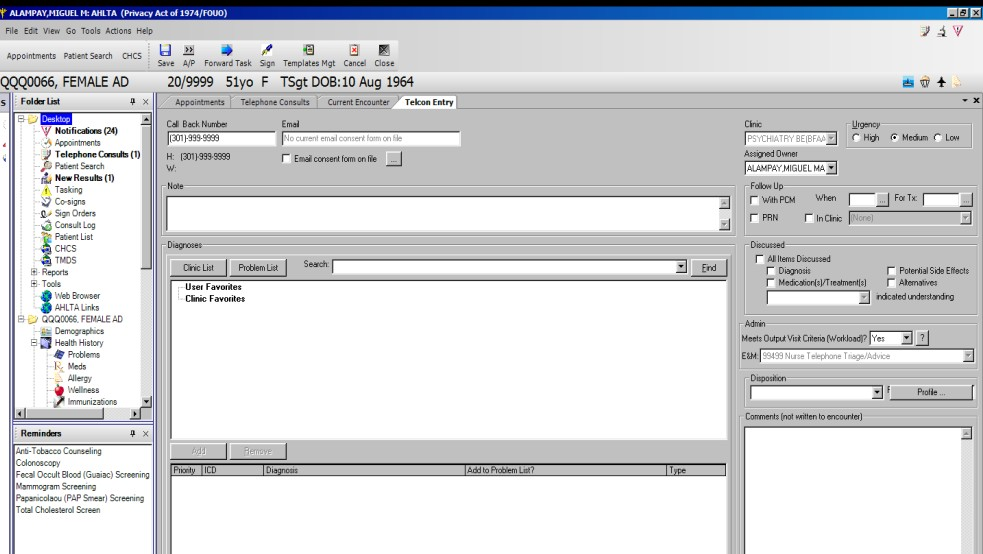 ALAMPAY,MIGUEL M: AHLTA (Privacy Act of 1974/FOUO)
File Edit View Go Tools Actions Help
Appointments Patient Search CHCS Save A/P Forward Task Sign Templates Mgt Cancel Close
QQQ0066, FEMALE AD 20/9999 51yo F TSgt DOB:10 Aug 1964
Folder List
Desktop
Notifications (24)
Appointments
Telephone Consults (1)
Patient Search
New Results (1)
Tasking
Co-signs
Sign Orders
Consult Log
Patient List
CHCS
TMDS
Reports
Tools
Web Browser
AHLTA Links
QQQ0066, FEMALE AD
Demographics
Health History
Problems
Meds
Allergy
Wellness
Immunizations
Reminders
Anti-Tobacco Counseling
Colonoscopy
Fecal Occult Blood (Guaiac) Screening
Mammogram Screening
Papanicolaou (PAP Smear) Screening
Total Cholesterol Screen
Appointments Telephone Consults Current Encounter Telcon Entry
Call Back Number Email
(301)-999-9999 No current email consent form on file
H: (301)-999-9999 Email consent form on file ...
W:
Note
Diagnoses
Clinic List Problem List Search: Find
User Favorites
Clinic Favorites
Add Remove
Priority ICD Diagnosis Add to Problem List? Type
Clinic
PSYCHIATRY BE(BFAA
Urgency
High Medium Low
Assigned Owner
ALAMPAY,MIGUEL MA
Follow Up
With PCM When ... For Tx: ...
PRN In Clinic (None)
Discussed
All Items Discussed
Diagnosis Potential Side Effects
Medication(s)/Treatment(s) Alternatives
indicated understanding
Admin
Meets Output Visit Criteria (Workload)? Yes ?
E&M: 99499 Nurse Telephone Triage/Advice
Disposition
Profile ...
Comments (not written to encounter)